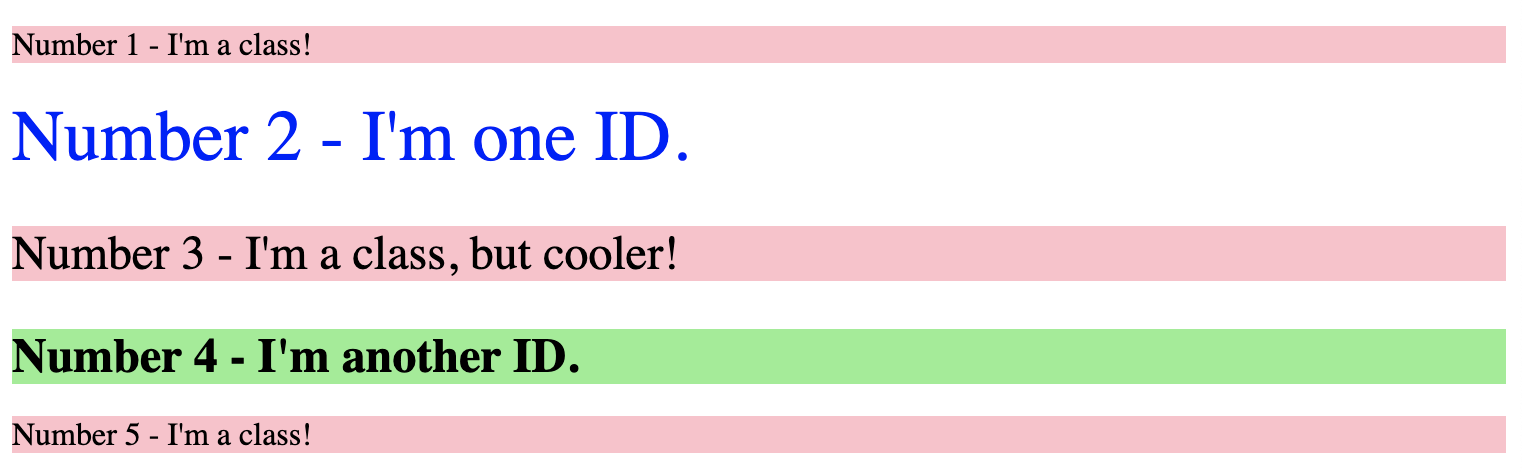 Number 1 - I'm a class!
Number 2 - I'm one ID.
Number 3 - I'm a class, but cooler!
Number 4 - I'm another ID.
Number 5 - I'm a class!